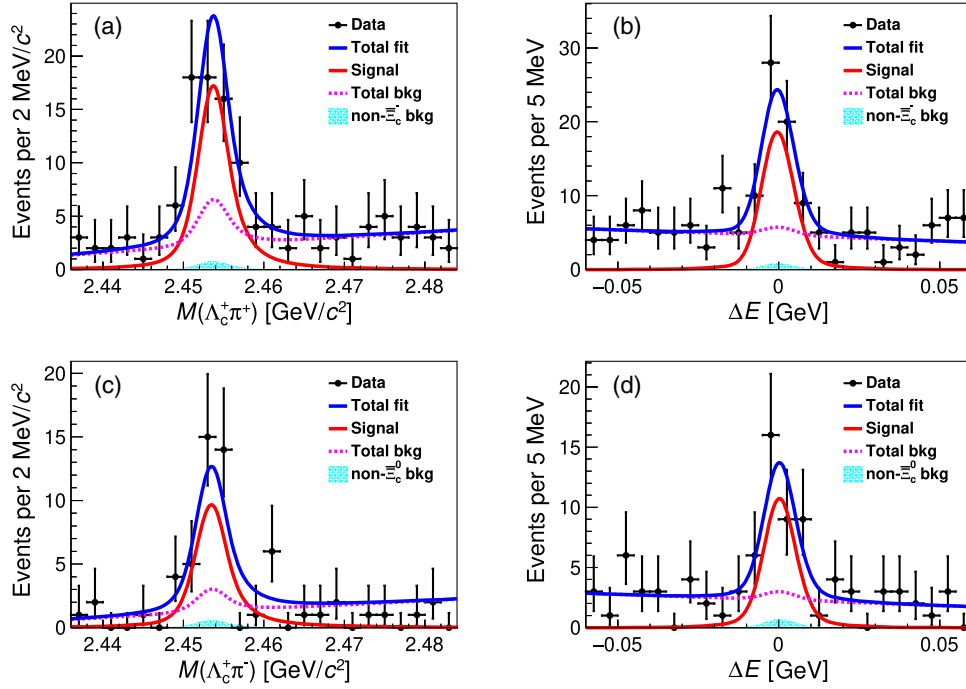 (a)
Data
Total fit
Signal
Total bkg
non-Ξ̄c⁻ bkg
Events per 2 MeV/c²
20
15
10
5
0
2.44 2.45 2.46 2.47 2.48
M(Λc⁺π⁺) [GeV/c²]
(b)
Data
Total fit
Signal
Total bkg
non-Ξ̄c⁻ bkg
Events per 5 MeV
30
20
10
0
−0.05 0 0.05
ΔE [GeV]
(c)
Data
Total fit
Signal
Total bkg
non-Ξ̄c⁰ bkg
Events per 2 MeV/c²
20
15
10
5
0
2.44 2.45 2.46 2.47 2.48
M(Λc⁺π⁻) [GeV/c²]
(d)
Data
Total fit
Signal
Total bkg
non-Ξ̄c⁰ bkg
Events per 5 MeV
20
15
10
5
0
−0.05 0 0.05
ΔE [GeV]